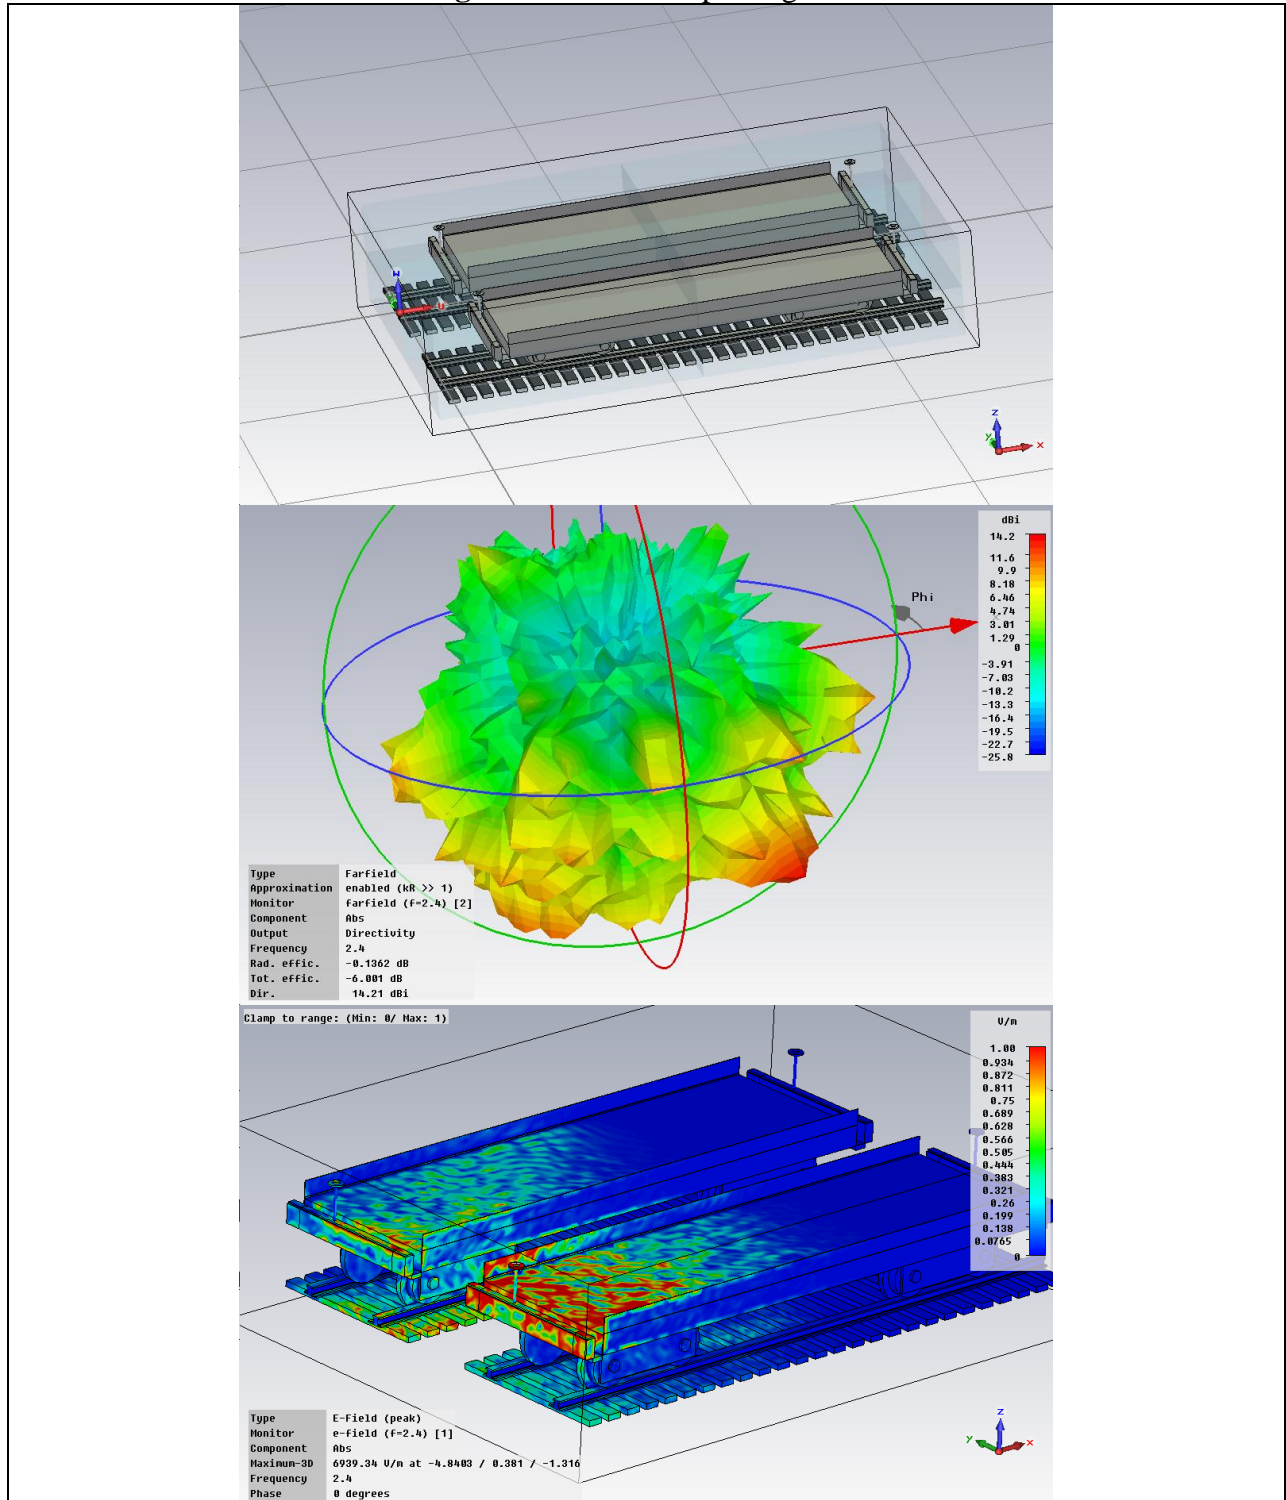 W
U
z
y
x
dBi
14.2
11.6
9.9
8.18
6.46
4.74
3.01
1.29
0
-3.91
-7.03
-10.2
-13.3
-16.4
-19.5
-22.7
-25.8
Phi
Type Farfield
Approximation enabled (kR >> 1)
Monitor farfield (f=2.4) [2]
Component Abs
Output Directivity
Frequency 2.4
Rad. effic. -0.1362 dB
Tot. effic. -6.001 dB
Dir. 14.21 dBi
Clamp to range: (Min: 0/ Max: 1)
V/m
1.00
0.934
0.872
0.811
0.75
0.689
0.628
0.566
0.505
0.444
0.383
0.321
0.26
0.199
0.138
0.0765
0
Type E-Field (peak)
Monitor e-field (f=2.4) [1]
Component Abs
Maximum-3D 6939.34 V/m at -4.8403 / 0.381 / -1.316
Frequency 2.4
Phase 0 degrees
z
y
x